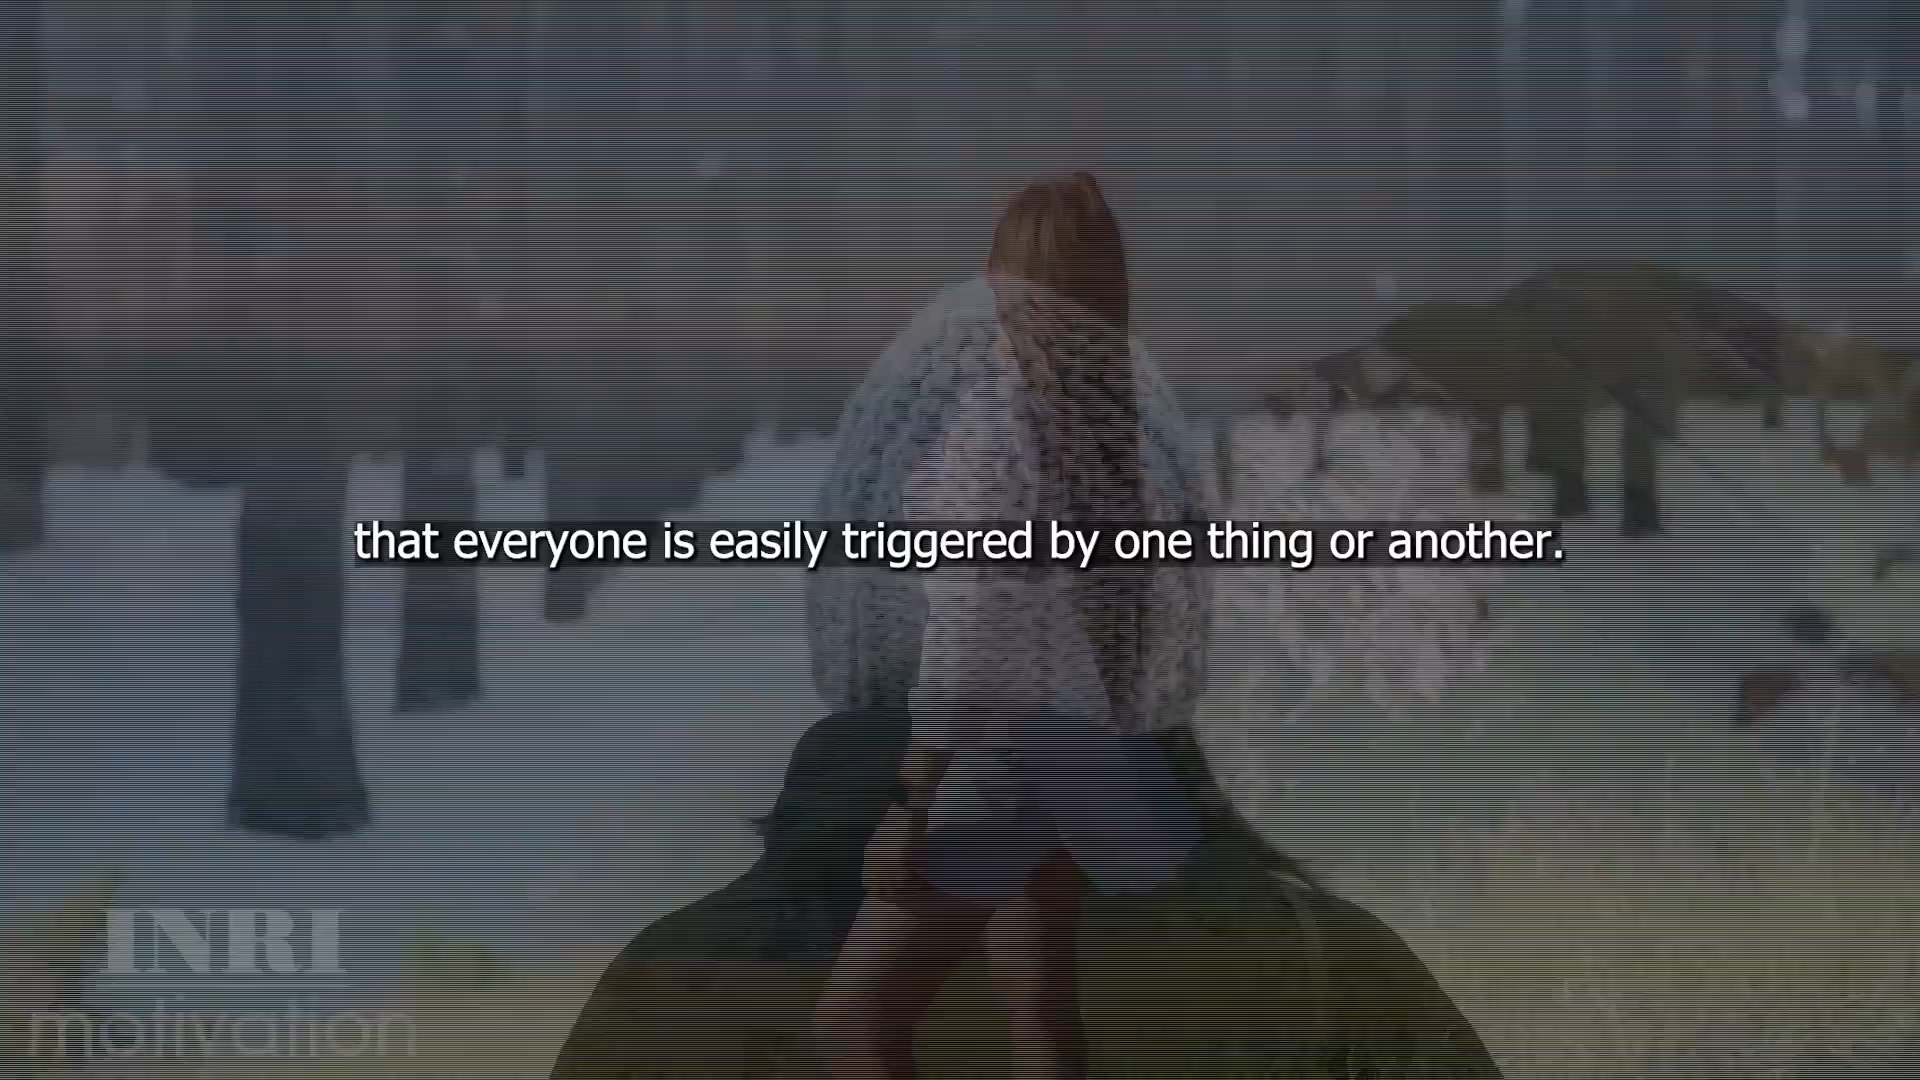 that everyone is easily triggered by one thing or another.
INRI
motivation